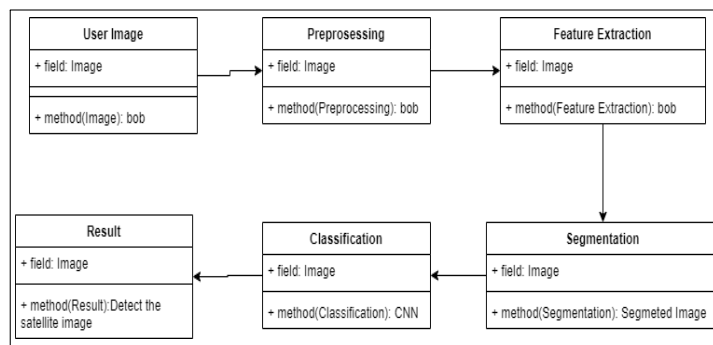 User Image
+ field: Image
+ method(Image): bob
Preprosessing
+ field: Image
+ method(Preprocessing): bob
Feature Extraction
+ field: Image
+ method(Feature Extraction): bob
Segmentation
+ field: Image
+ method(Segmentation): Segmeted Image
Classification
+ field: Image
+ method(Classification): CNN
Result
+ field: Image
+ method(Result):Detect the
satellite image